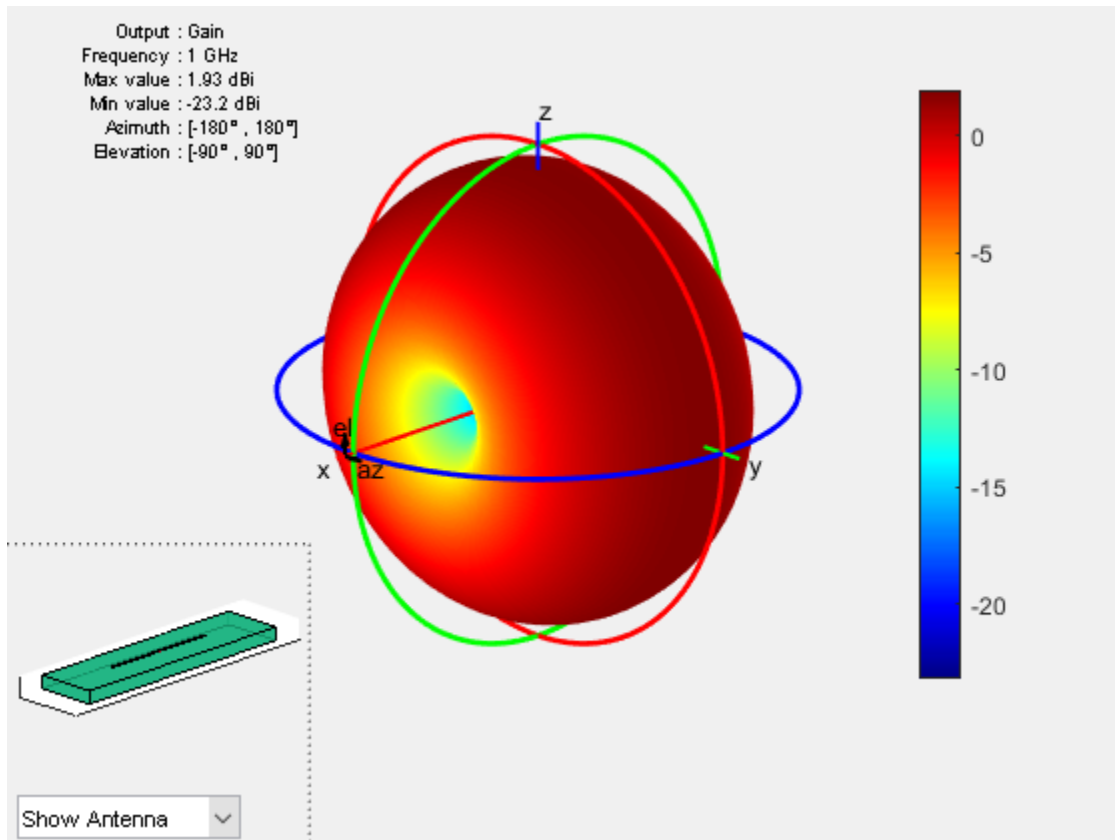 Output : Gain
Frequency : 1 GHz
Max value : 1.93 dBi
Min value : -23.2 dBi
Azimuth : [-180° , 180°]
Elevation : [-90° , 90°]
z
el
x
az
y
0
-5
-10
-15
-20
Show Antenna